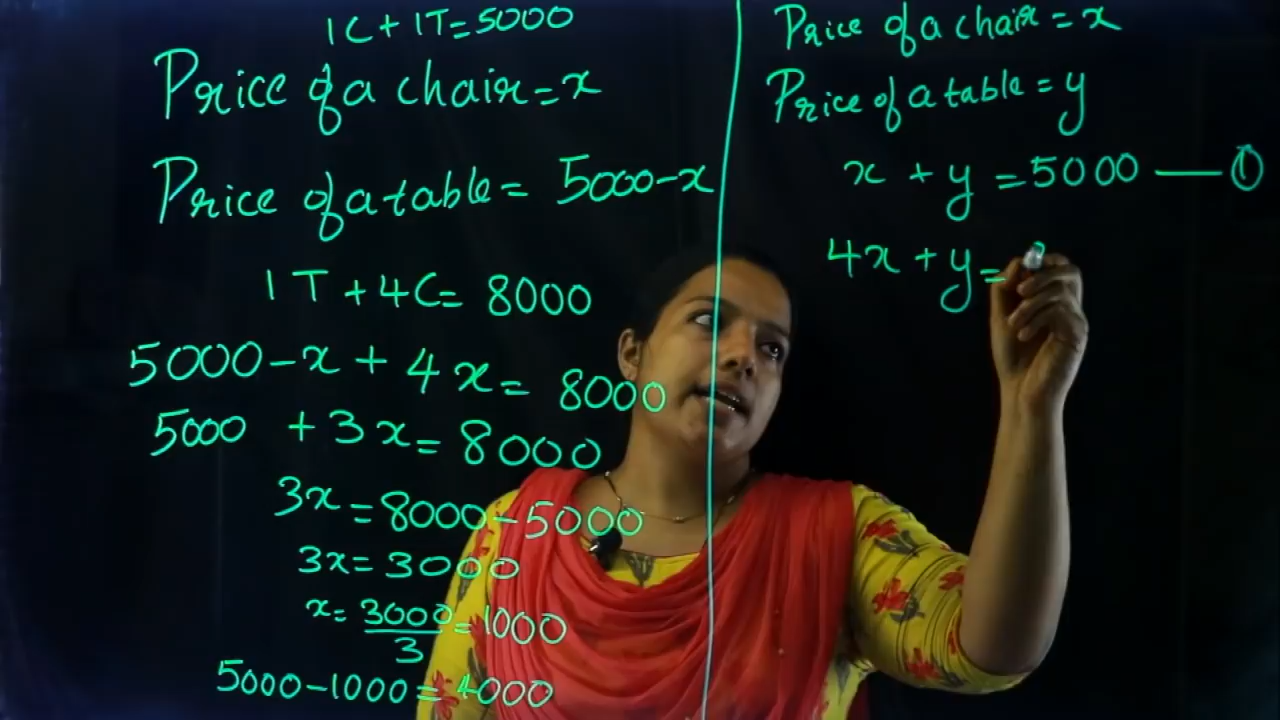 1C + 1T = 5000
Price of a chair = x
Price of a table = 5000 - x
1T + 4C = 8000
5000 - x + 4x = 8000
5000 + 3x = 8000
3x = 8000 - 5000
3x = 3000
x = 3000/3 = 1000
5000 - 1000 = 4000
Price of a chair = x
Price of a table = y
x + y = 5000 — ①
4x + y =